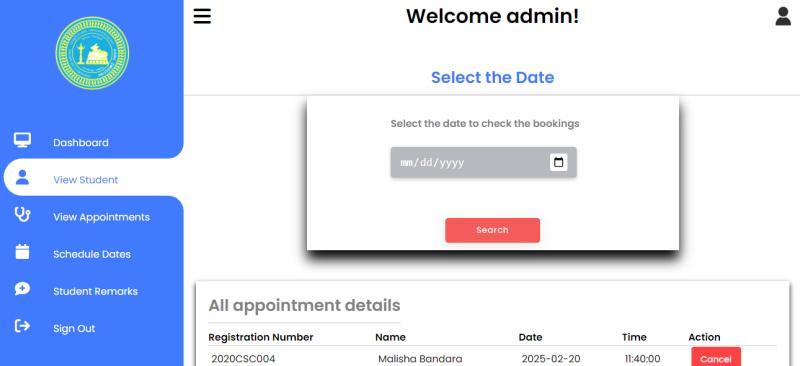 Welcome admin!
Dashboard
View Student
View Appointments
Schedule Dates
Student Remarks
Sign Out
Select the Date
Select the date to check the bookings
mm/dd/yyyy
Search
All appointment details
Registration Number Name Date Time Action
2020CSC004 Malisha Bandara 2025-02-20 11:40:00 Cancel